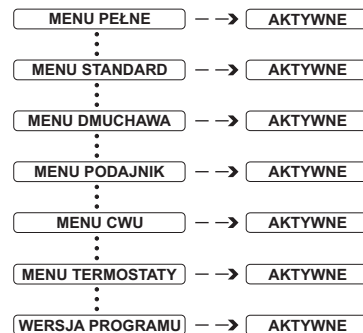 MENU PEŁNE AKTYWNE
MENU STANDARD AKTYWNE
MENU DMUCHAWA AKTYWNE
MENU PODAJNIK AKTYWNE
MENU CWU AKTYWNE
MENU TERMOSTATY AKTYWNE
WERSJA PROGRAMU AKTYWNE